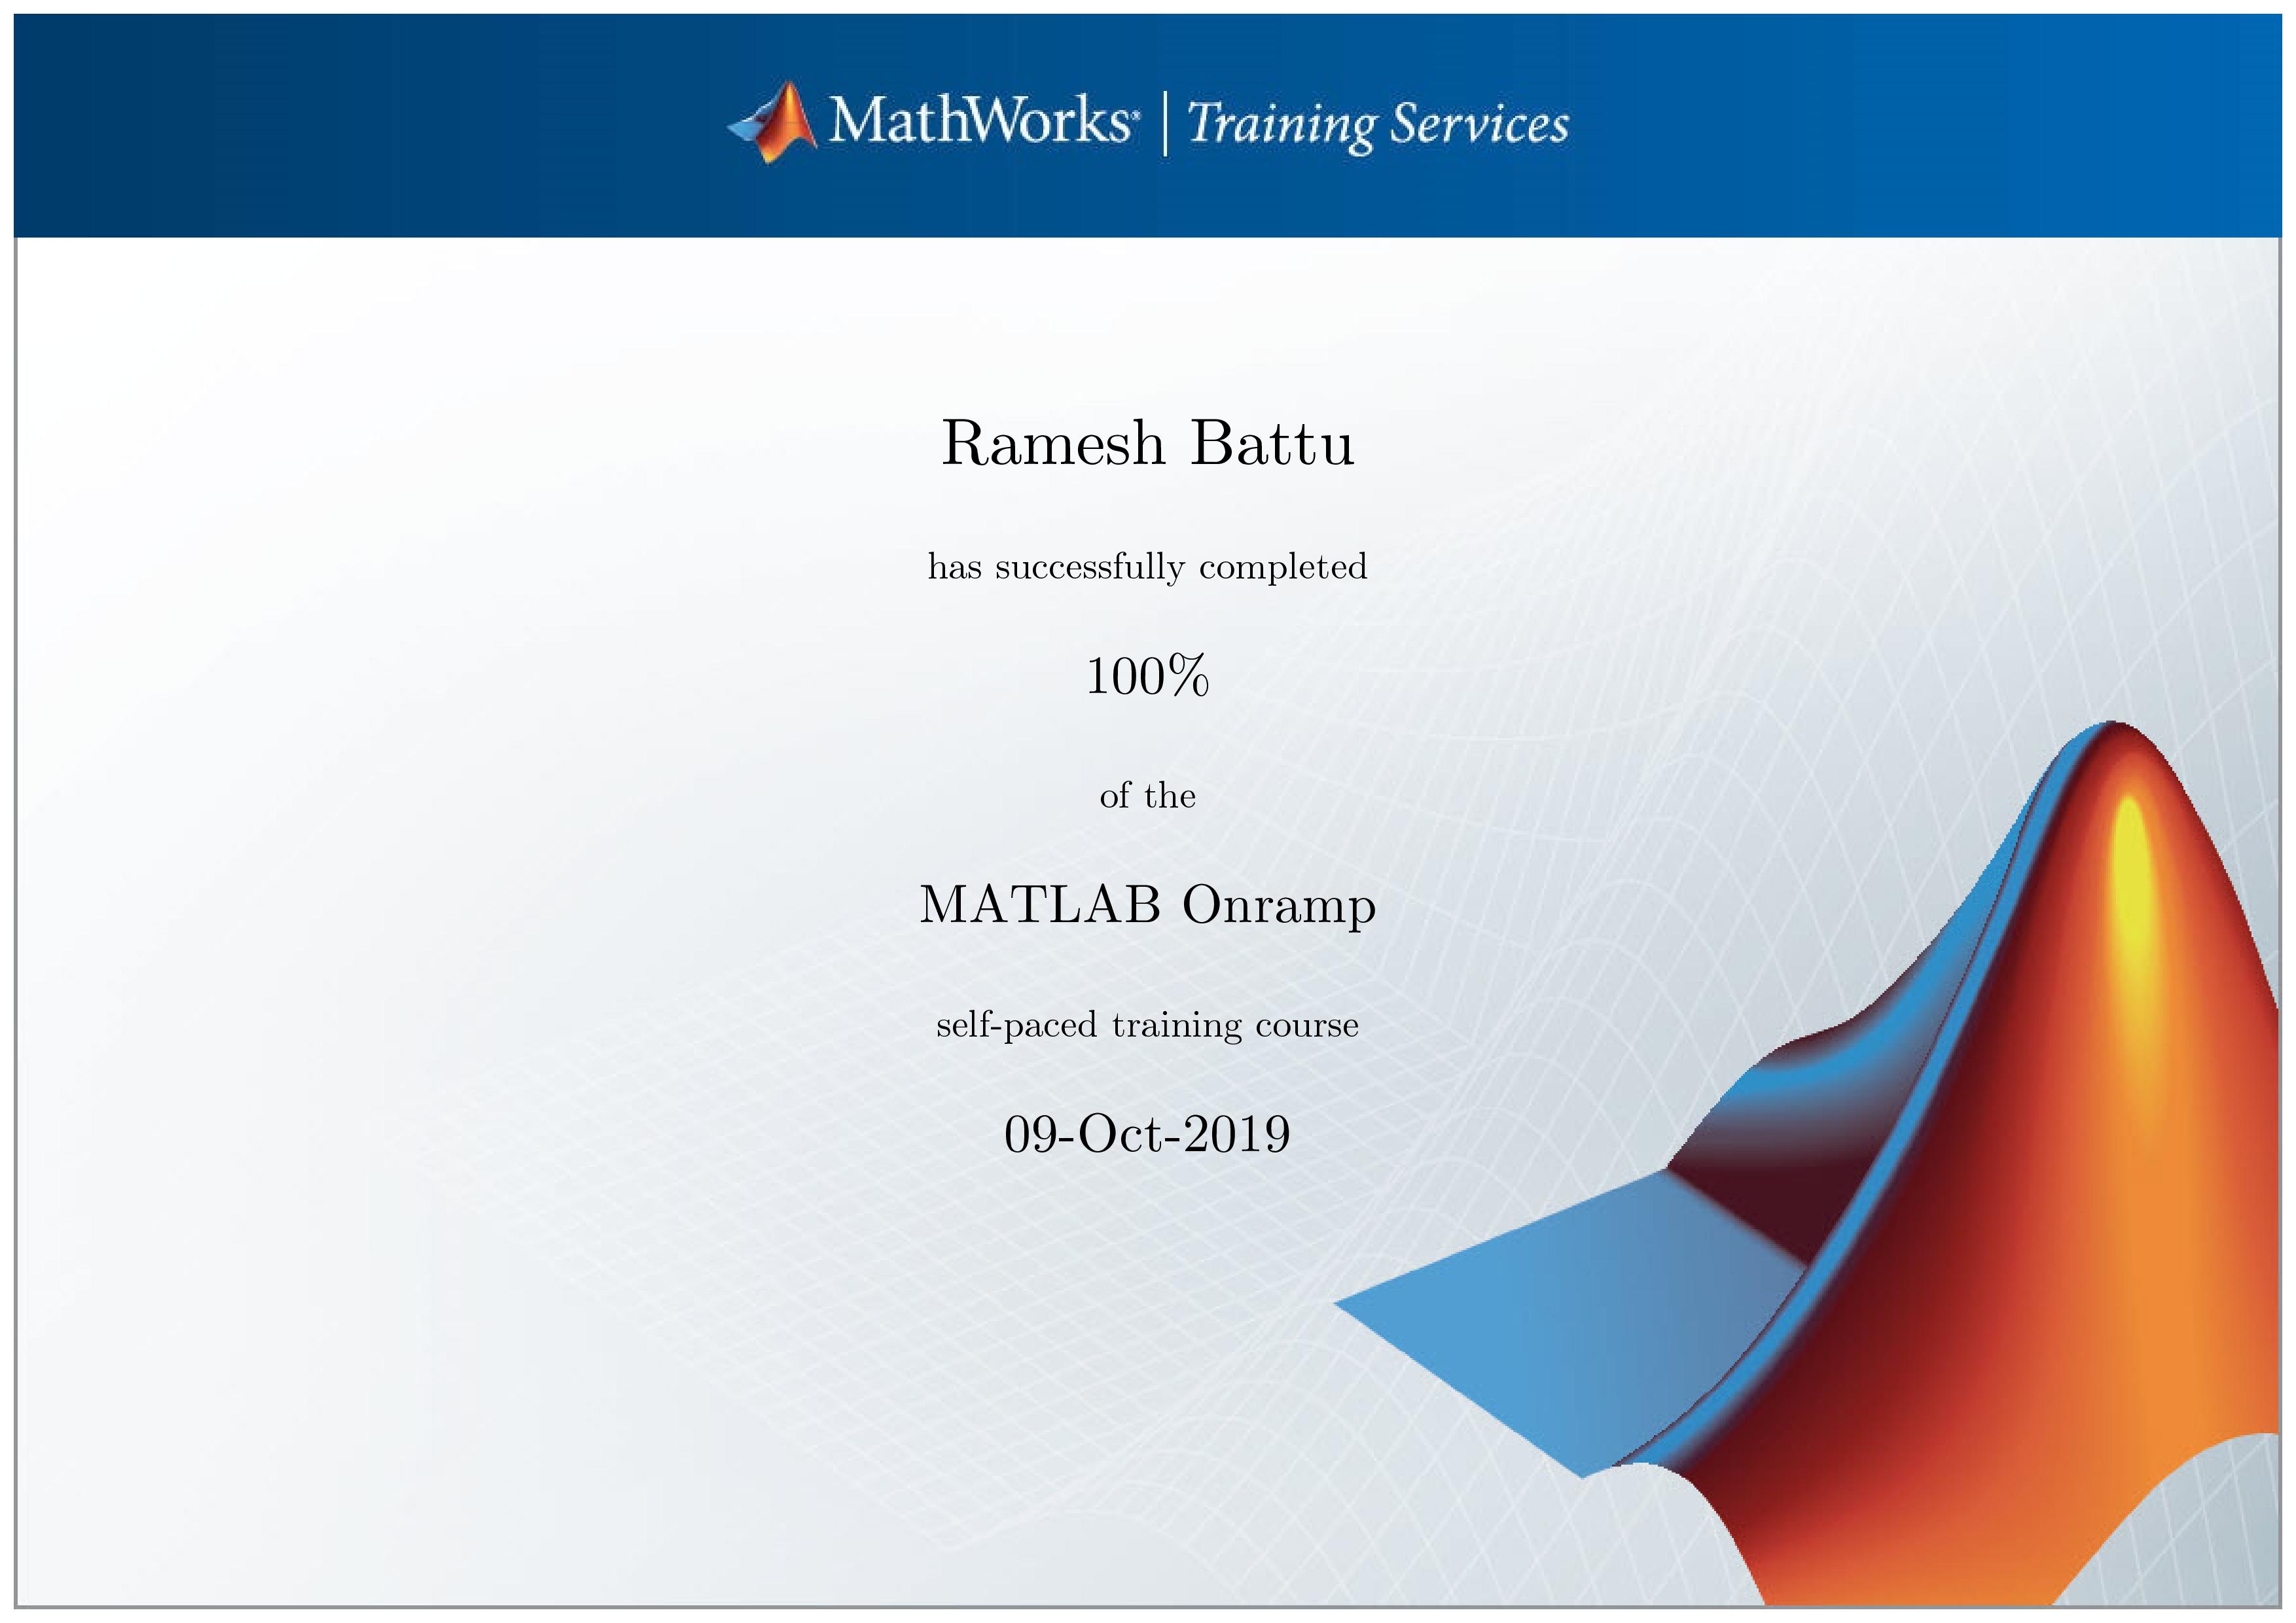 MathWorks® | Training Services
Ramesh Battu
has successfully completed
100%
of the
MATLAB Onramp
self-paced training course
09-Oct-2019